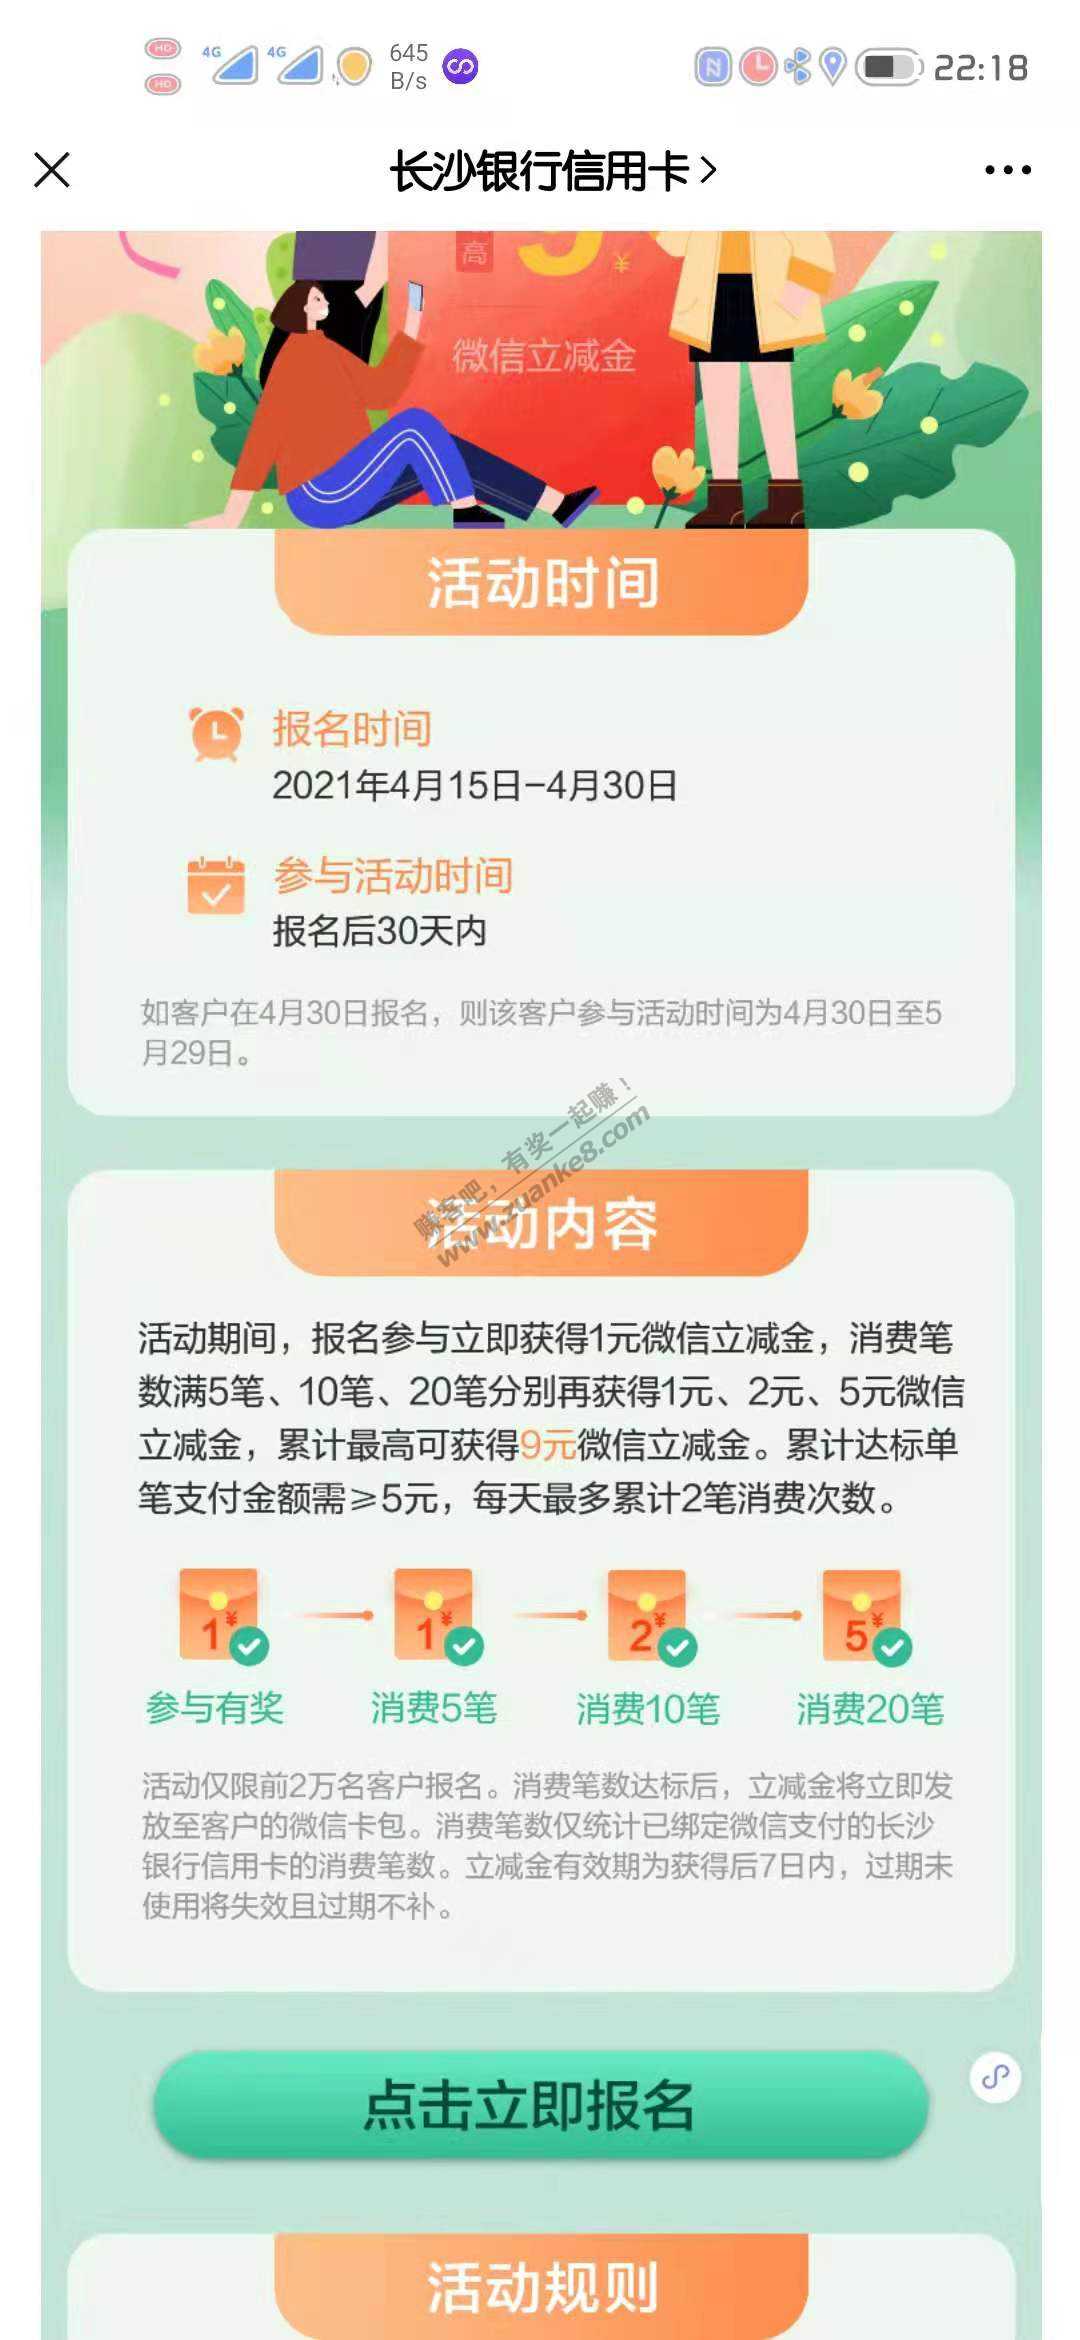 HD
HD
4G
4G
645
B/s
N
22:18
长沙银行信用卡
高
9
¥
微信立减金
活动时间
报名时间
2021年4月15日-4月30日
参与活动时间
报名后30天内
如客户在4月30日报名，则该客户参与活动时间为4月30日至5
月29日。
赚客吧，有奖一起赚！
www.zuanke8.com
活动内容
活动期间，报名参与立即获得1元微信立减金，消费笔
数满5笔、10笔、20笔分别再获得1元、2元、5元微信
立减金，累计最高可获得9元微信立减金。累计达标单
笔支付金额需≥5元，每天最多累计2笔消费次数。
1¥ 1¥ 2¥ 5¥
参与有奖 消费5笔 消费10笔 消费20笔
活动仅限前2万名客户报名。消费笔数达标后，立减金将立即发
放至客户的微信卡包。消费笔数仅统计已绑定微信支付的长沙
银行信用卡的消费笔数。立减金有效期为获得后7日内，过期未
使用将失效且过期不补。
点击立即报名
活动规则